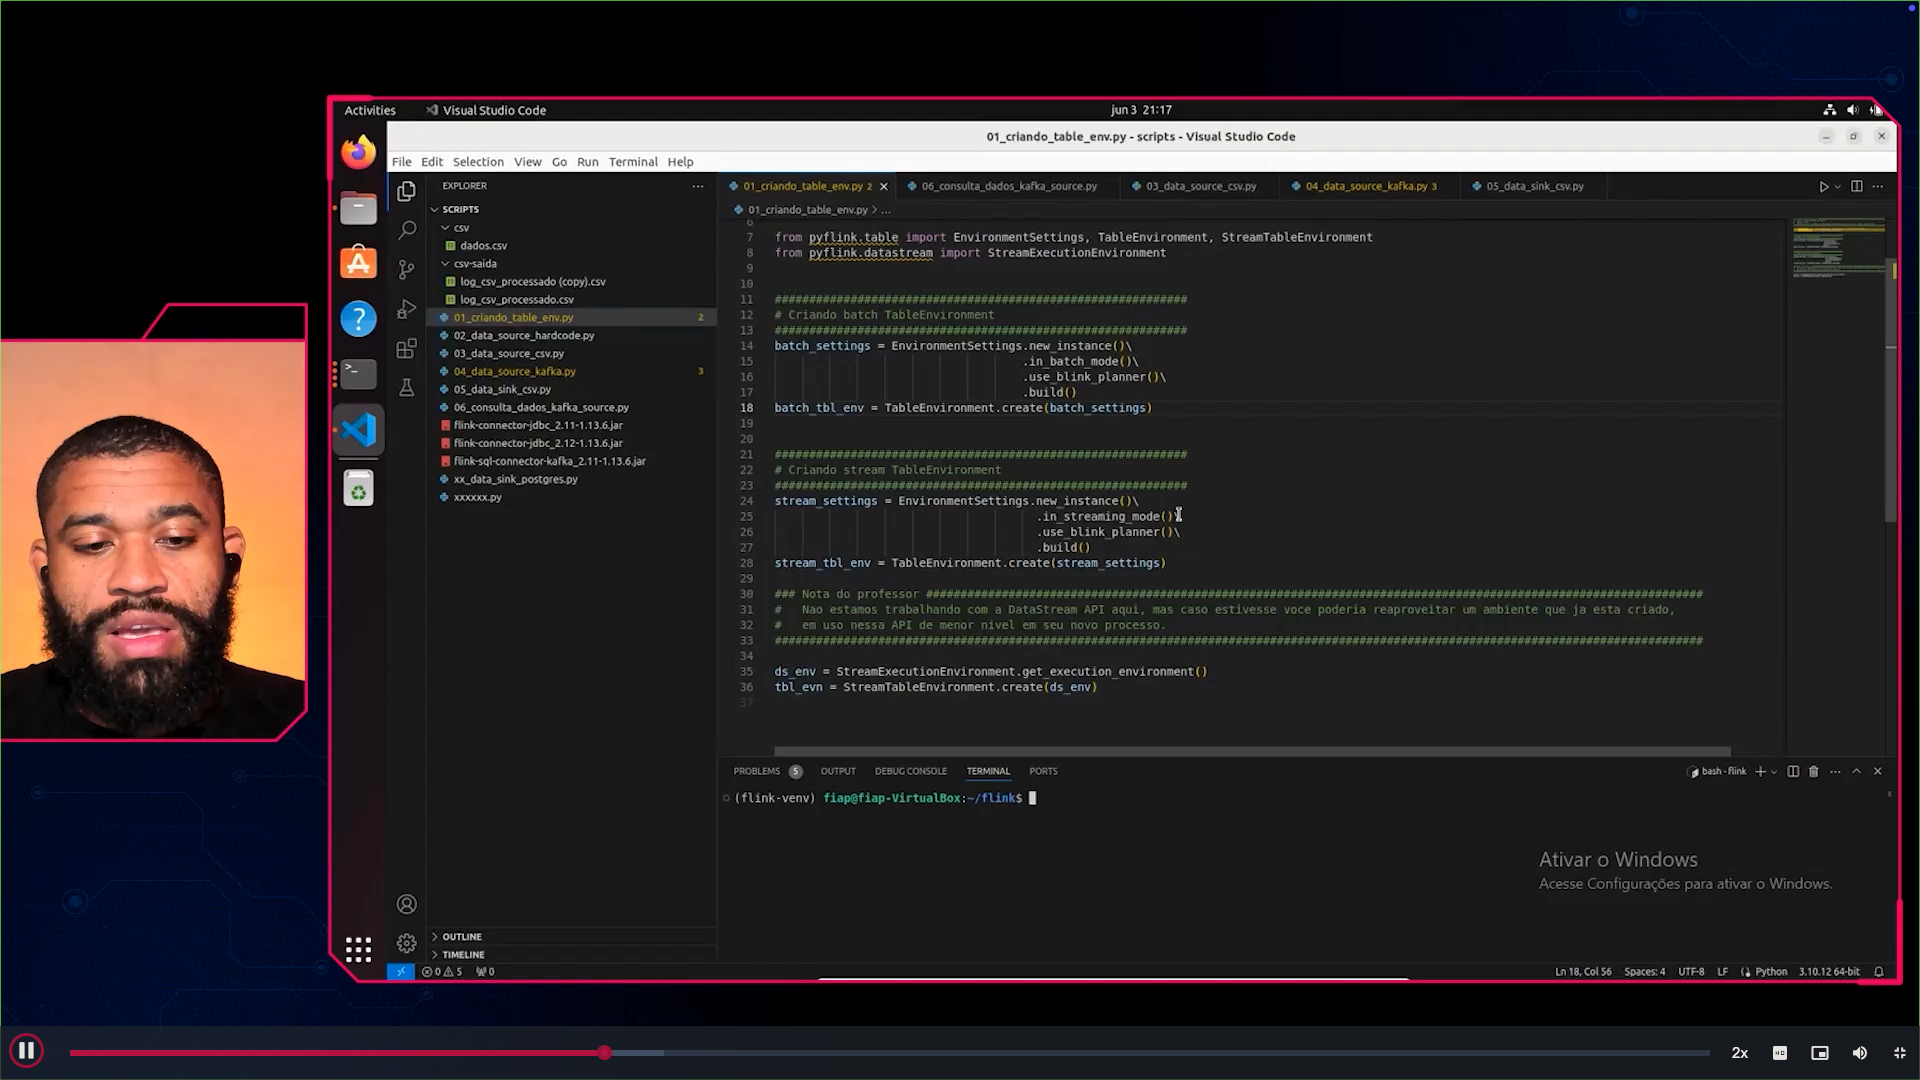 Activities
Visual Studio Code
jun 3 21:17
01_criando_table_env.py - scripts - Visual Studio Code
File Edit Selection View Go Run Terminal Help
EXPLORER
SCRIPTS
csv
dados.csv
csv-saida
log_csv_processado (copy).csv
log_csv_processado.csv
01_criando_table_env.py 2
02_data_source_hardcode.py
03_data_source_csv.py
04_data_source_kafka.py 3
05_data_sink_csv.py
06_consulta_dados_kafka_source.py
flink-connector-jdbc_2.11-1.13.6.jar
flink-connector-jdbc_2.12-1.13.6.jar
flink-sql-connector-kafka_2.11-1.13.6.jar
xx_data_sink_postgres.py
xxxxxx.py
OUTLINE
TIMELINE
01_criando_table_env.py 2 06_consulta_dados_kafka_source.py 03_data_source_csv.py 04_data_source_kafka.py 3 05_data_sink_csv.py
01_criando_table_env.py > ...
6
7 from pyflink.table import EnvironmentSettings, TableEnvironment, StreamTableEnvironment
8 from pyflink.datastream import StreamExecutionEnvironment
9
10
11 ############################################################
12 # Criando batch TableEnvironment
13 ############################################################
14 batch_settings = EnvironmentSettings.new_instance()\
15 .in_batch_mode()\
16 .use_blink_planner()\
17 .build()
18 batch_tbl_env = TableEnvironment.create(batch_settings)
19
20
21 ############################################################
22 # Criando stream TableEnvironment
23 ############################################################
24 stream_settings = EnvironmentSettings.new_instance()\
25 .in_streaming_mode()\
26 .use_blink_planner()\
27 .build()
28 stream_tbl_env = TableEnvironment.create(stream_settings)
29
30 ### Nota do professor #################################################################################################################
31 # Nao estamos trabalhando com a DataStream API aqui, mas caso estivesse voce poderia reaproveitar um ambiente que ja esta criado,
32 # em uso nessa API de menor nivel em seu novo processo.
33 #######################################################################################################################################
34
35 ds_env = StreamExecutionEnvironment.get_execution_environment()
36 tbl_evn = StreamTableEnvironment.create(ds_env)
37
PROBLEMS 5 OUTPUT DEBUG CONSOLE TERMINAL PORTS
bash - flink
(flink-venv) fiap@fiap-VirtualBox:~/flink$
Ativar o Windows
Acesse Configurações para ativar o Windows.
0 5 0
Ln 18, Col 56 Spaces: 4 UTF-8 LF Python 3.10.12 64-bit
2x
HD